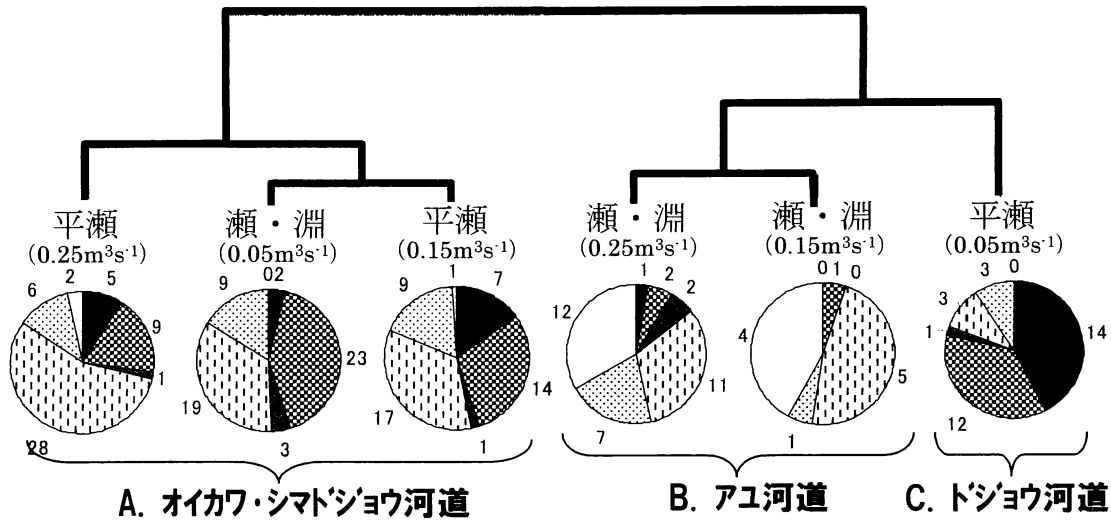 平瀬 瀬・淵 平瀬 瀬・淵 瀬・淵 平瀬
(0.25m³s⁻¹) (0.05m³s⁻¹) (0.15m³s⁻¹) (0.25m³s⁻¹) (0.15m³s⁻¹) (0.05m³s⁻¹)
2 5 9 1 28 6
0 2 23 3 19 9
1 7 14 1 17 9
1 2 2 11 7 12
0 1 0 5 1 4
0 14 12 1 3 3
A. オイカワ・シマドジョウ河道 B. アユ河道 C. ドジョウ河道